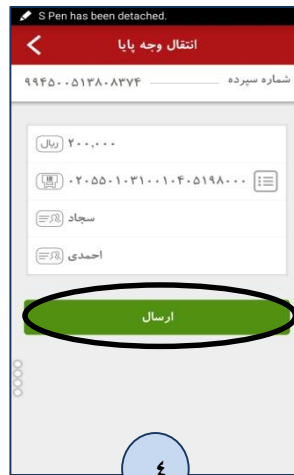 S Pen has been detached.
انتقال وجه پایا
شماره سپرده ۹۹۴۵۰۰۵۱۳۸۰۸۳۷۴
ریال ۲۰۰,۰۰۰
۰۲۰۵۵۰۱۰۳۱۰۰۱۰۴۰۵۱۹۸۰۰۰
سجاد
احمدی
ارسال
٤